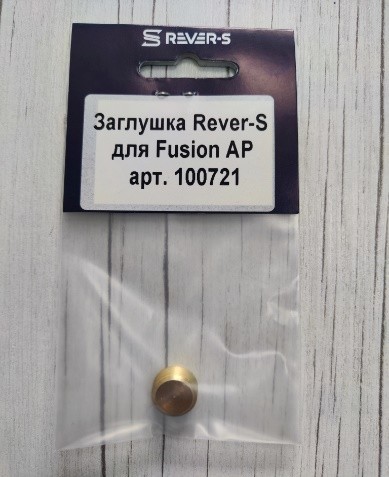 REVER-S
Заглушка Rever-S
для Fusion AP
арт. 100721